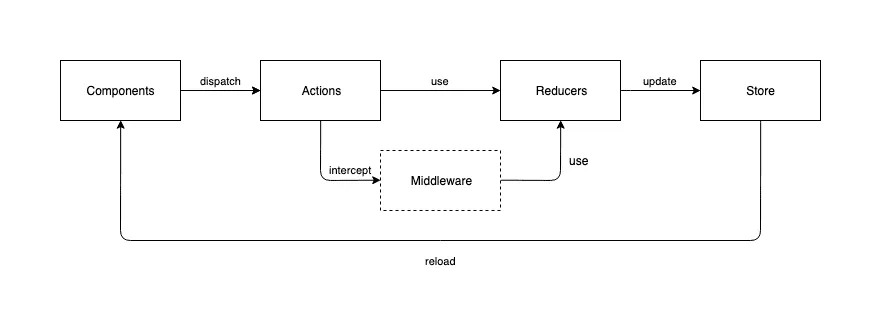 dispatch
use
update
Components
Actions
Reducers
Store
intercept
Middleware
use
reload